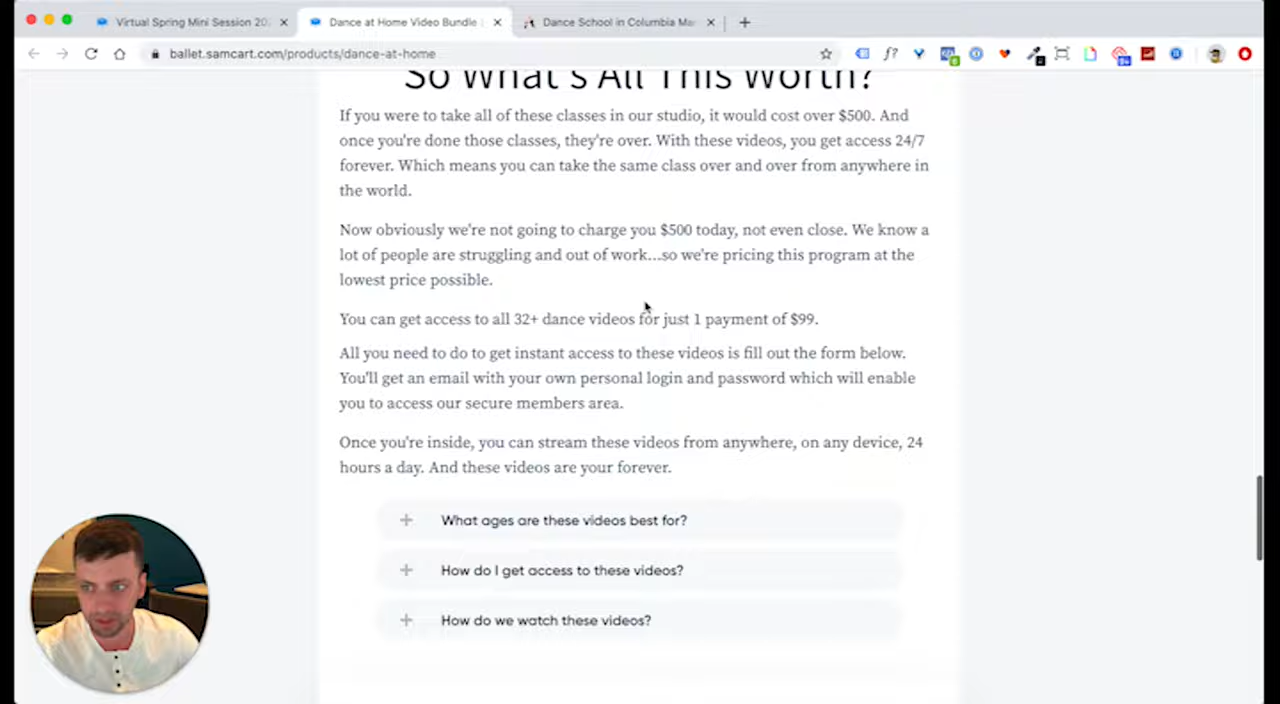 Virtual Spring Mini Session 20
Dance at Home Video Bundle
Dance School in Columbia Mar
ballet.samcart.com/products/dance-at-home
f?
So What's All This Worth?
If you were to take all of these classes in our studio, it would cost over $500. And
once you're done those classes, they're over. With these videos, you get access 24/7
forever. Which means you can take the same class over and over from anywhere in
the world.
Now obviously we're not going to charge you $500 today, not even close. We know a
lot of people are struggling and out of work...so we're pricing this program at the
lowest price possible.
You can get access to all 32+ dance videos for just 1 payment of $99.
All you need to do to get instant access to these videos is fill out the form below.
You'll get an email with your own personal login and password which will enable
you to access our secure members area.
Once you're inside, you can stream these videos from anywhere, on any device, 24
hours a day. And these videos are your forever.
What ages are these videos best for?
How do I get access to these videos?
How do we watch these videos?